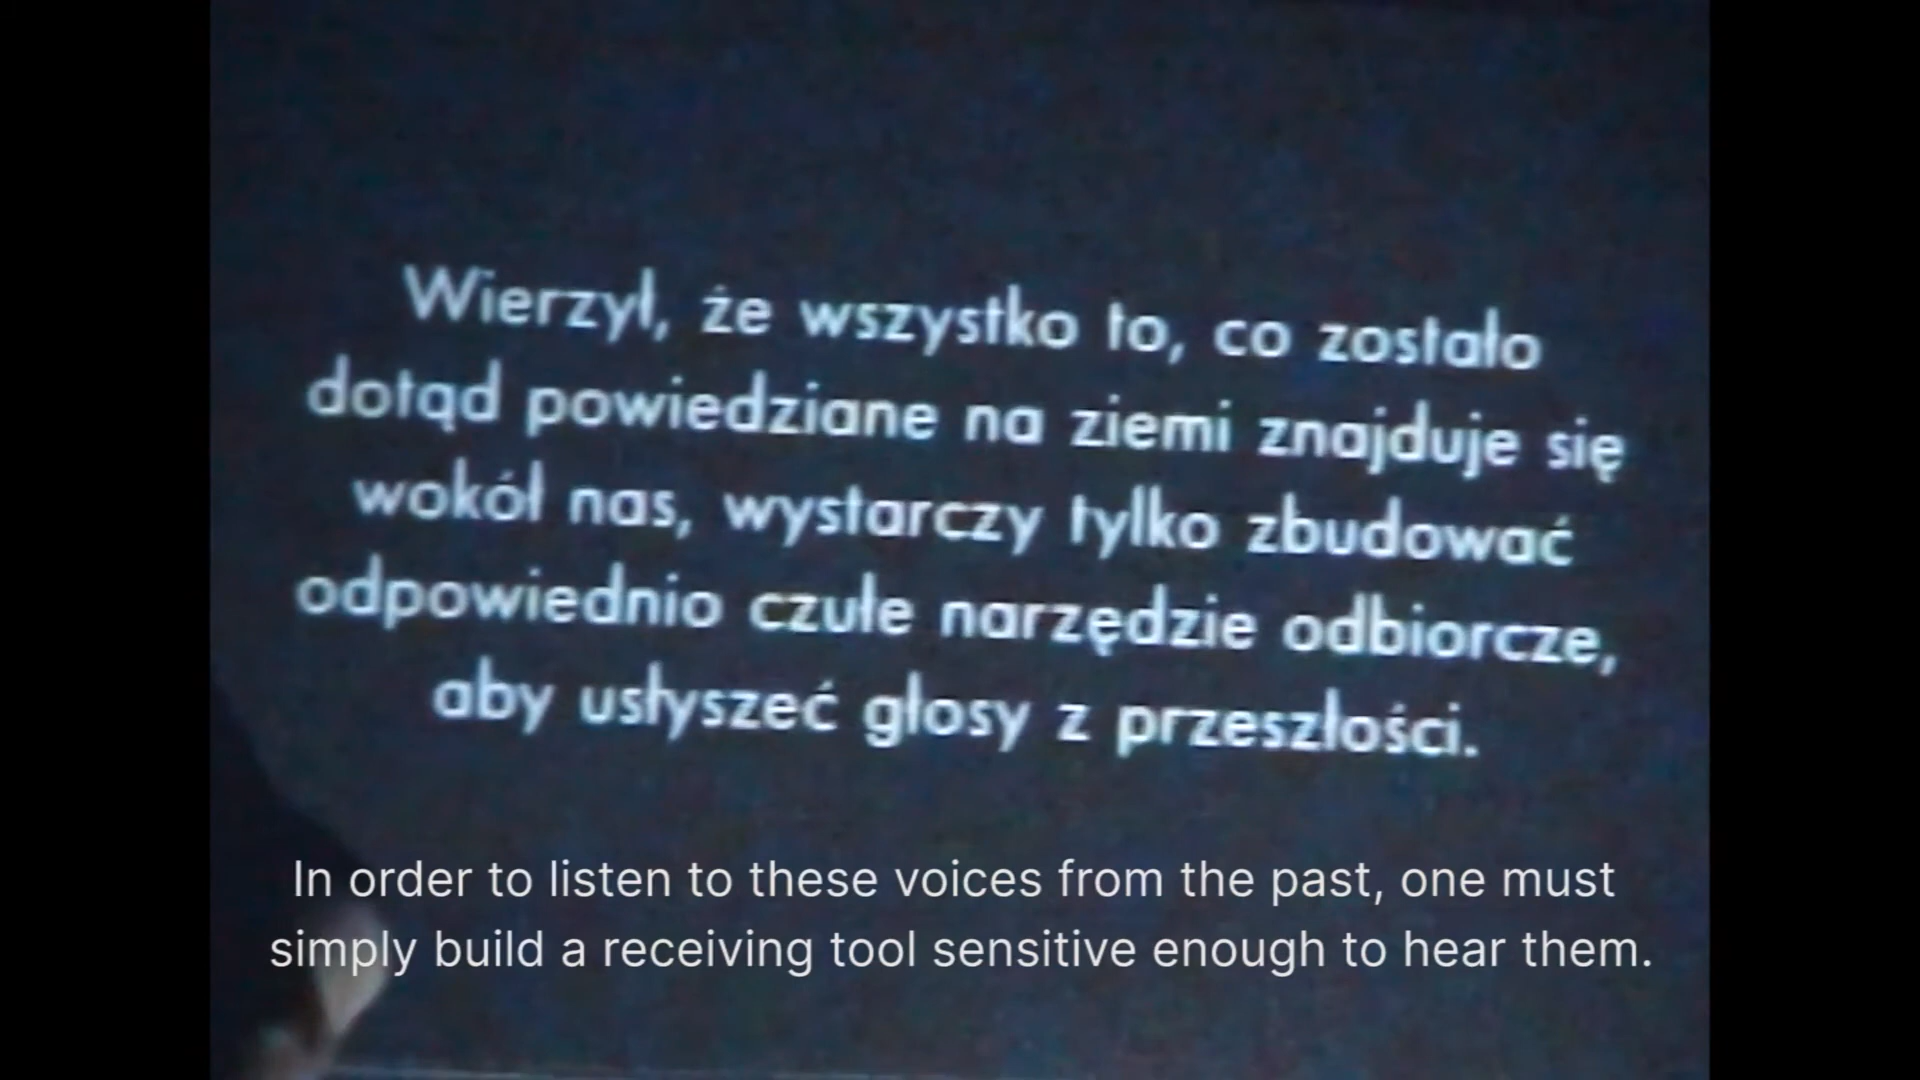 Wierzył, że wszystko to, co zostało
dotąd powiedziane na ziemi znajduje się
wokół nas, wystarczy tylko zbudować
odpowiednio czułe narzędzie odbiorcze,
aby usłyszeć głosy z przeszłości.
In order to listen to these voices from the past, one must
simply build a receiving tool sensitive enough to hear them.